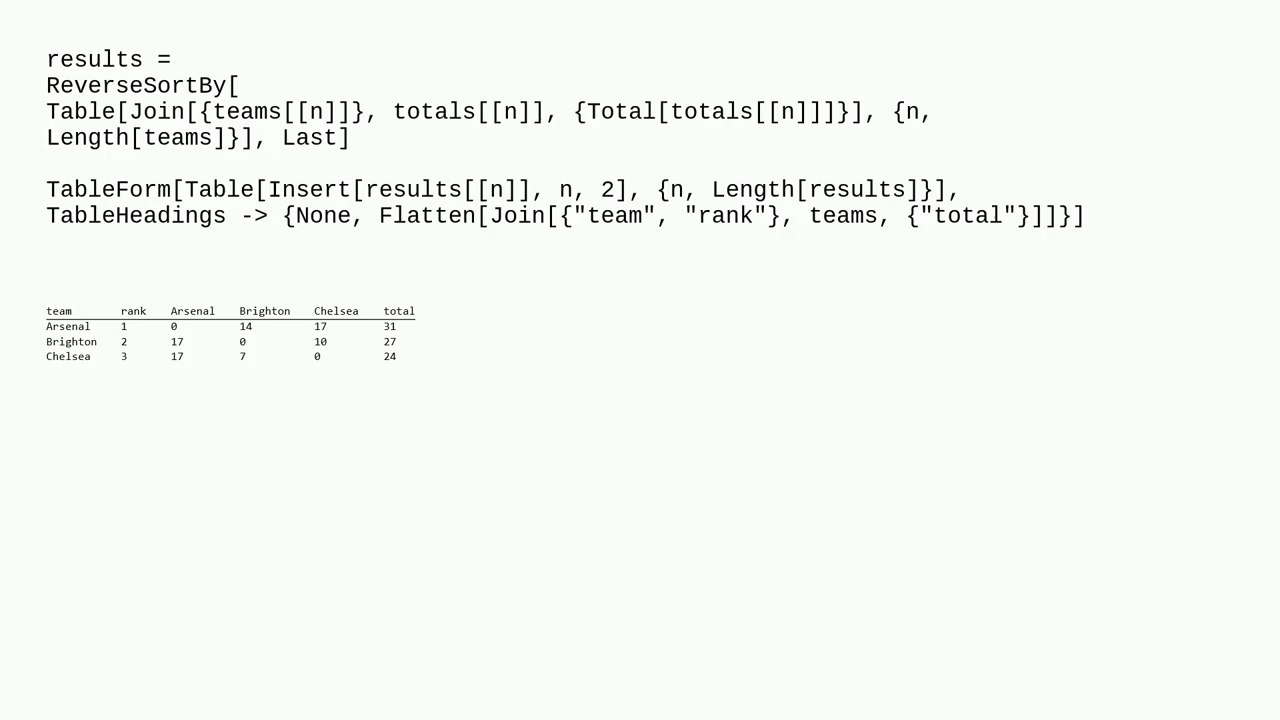 results =
ReverseSortBy[
Table[Join[{teams[[n]]}, totals[[n]], {Total[totals[[n]]]}], {n,
Length[teams]}], Last]
TableForm[Table[Insert[results[[n]], n, 2], {n, Length[results]}],
TableHeadings -> {None, Flatten[Join[{"team", "rank"}, teams, {"total"}]]}]
team rank Arsenal Brighton Chelsea total
Arsenal 1 0 14 17 31
Brighton 2 17 0 10 27
Chelsea 3 17 7 0 24